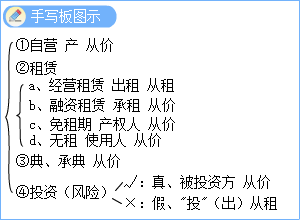 手写板图示
①自营 产 从价
②租赁
a、经营租赁 出租 从租
b、融资租赁 承租 从价
c、免租期 产权人 从价
d、无租 使用人 从价
③典、承典 从价
④投资（风险）
√：真、被投资方 从价
×：假、"投"（出）从租